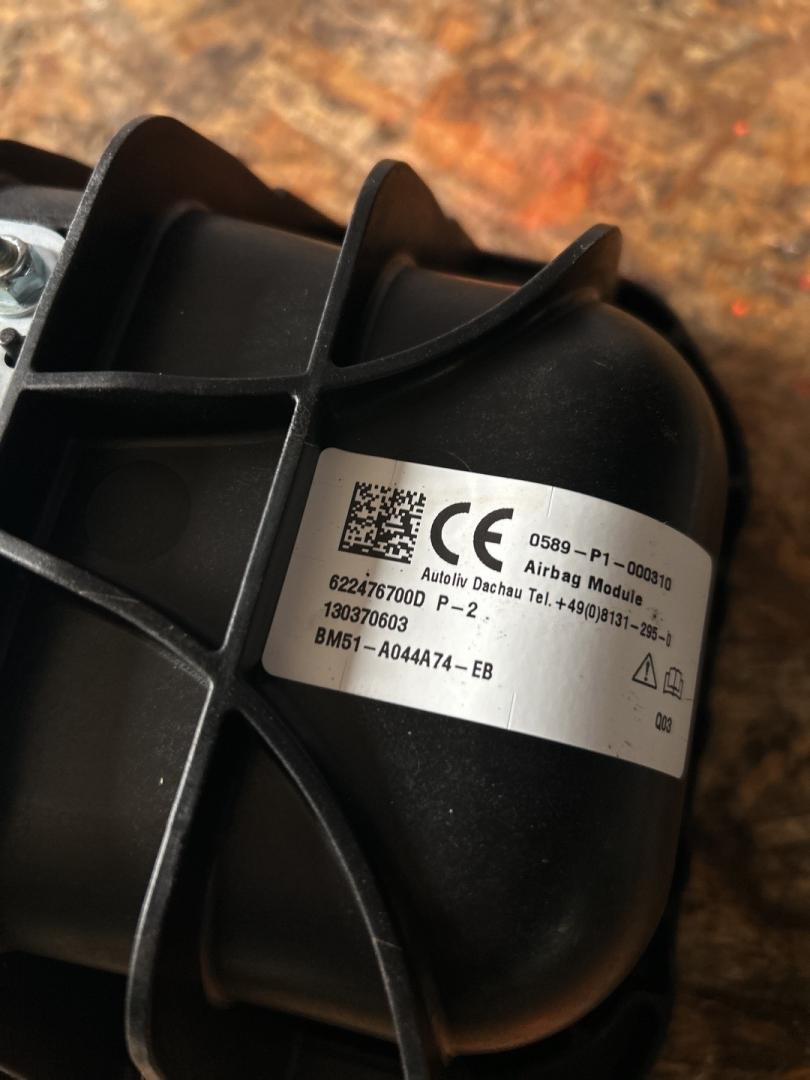 CE 0589-P1-000310
Airbag Module
Autoliv Dachau Tel.+49(0)8131-295-0
622476700D P-2
130370603
BM51-A044A74-EB
Q03